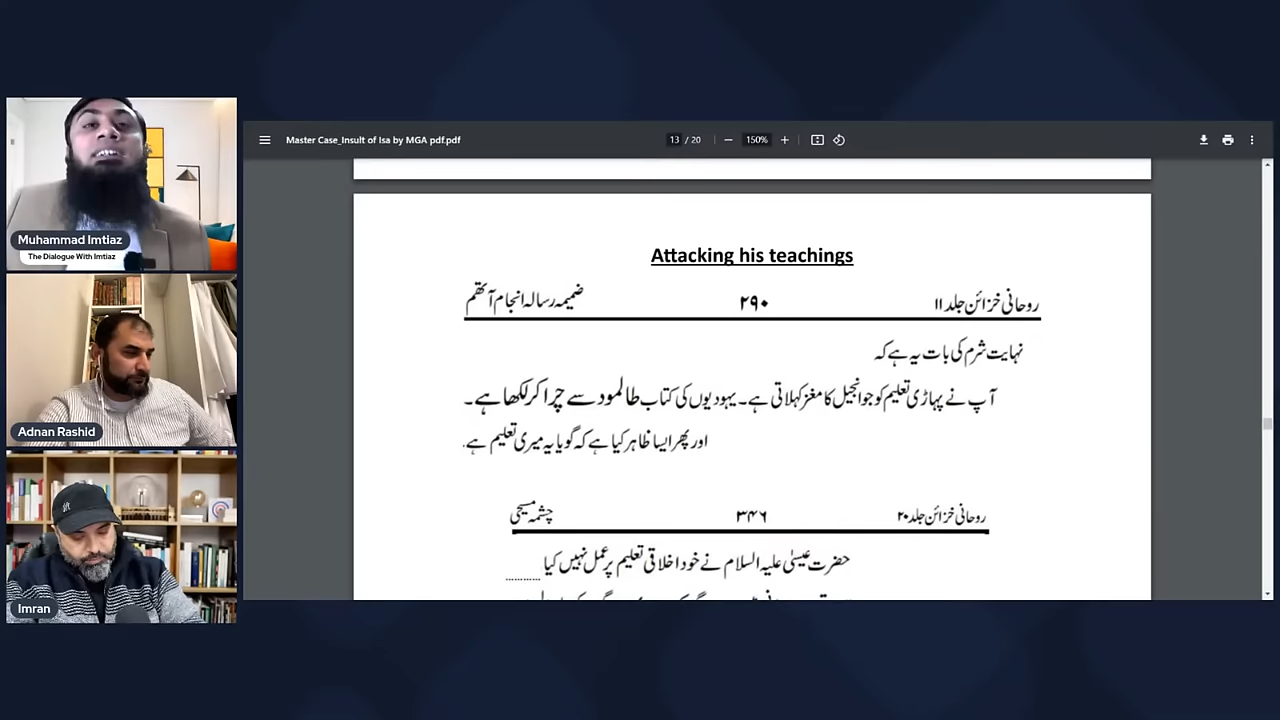 Master Case_Insult of Isa by MGA pdf.pdf
13 / 20
150%
Muhammad Imtiaz
The Dialogue With Imtiaz
Adnan Rashid
Imran
Attacking his teachings
روحانی خزائن جلد ۱۱ ۲۹۰ ضمیمہ رسالہ انجام آتھم
نہایت شرم کی بات یہ ہے کہ
آپ نے پہاڑی تعلیم کو جو انجیل کا مغز کہلاتی ہے۔ یہودیوں کی کتاب طالمود سے چرا کر لکھا ہے۔
اور پھر ایسا ظاہر کیا ہے کہ گویا یہ میری تعلیم ہے
روحانی خزائن جلد ۲۰ ۳۴۶ چشمہ مسیحی
حضرت عیسیٰ علیہ السلام نے خود اخلاقی تعلیم پر عمل نہیں کیا ............